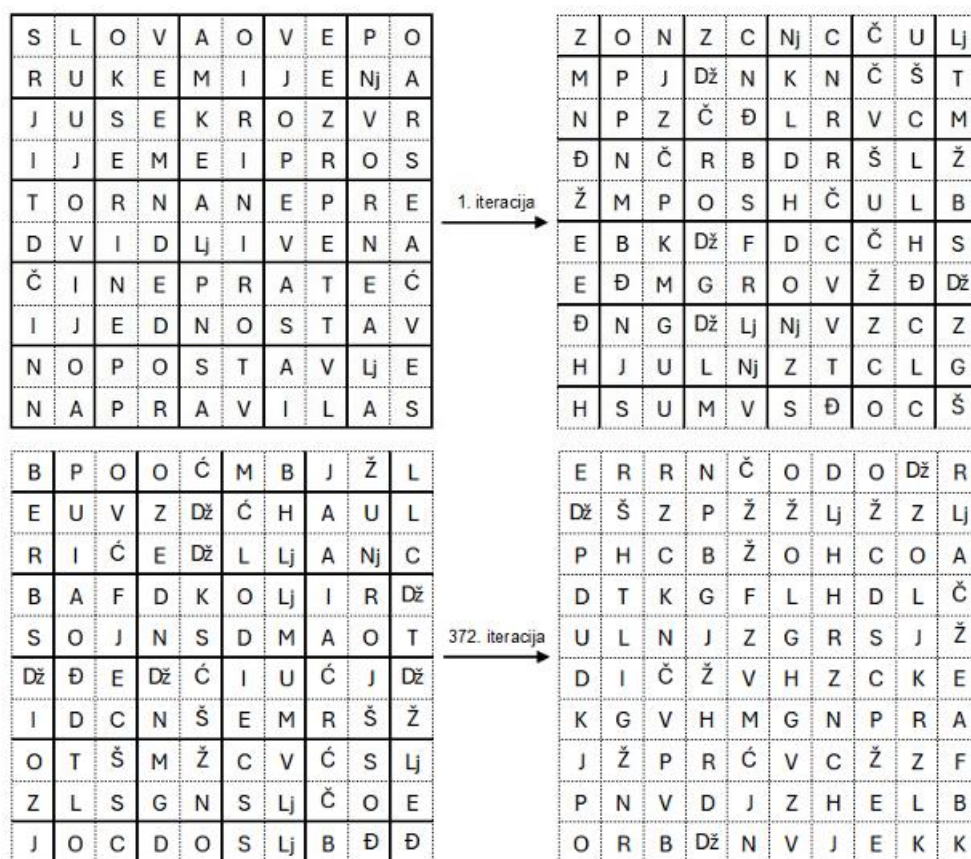 S L O V A O V E P O
R U K E M I J E Nj A
J U S E K R O Z V R
I J E M E I P R O S
T O R N A N E P R E
D V I D Lj I V E N A
Č I N E P R A T E Ć
I J E D N O S T A V
N O P O S T A V Lj E
N A P R A V I L A S
1. iteracija
Z O N Z C Nj C Č U Lj
M P J Dž N K N Č Š T
N P Z Č Đ L R V C M
Đ N Č R B D R Š L Ž
Ž M P O S H Č U L B
E B K Dž F D C Č H S
E Đ M G R O V Ž Đ Dž
Đ N G Dž Lj Nj V Z C Z
H J U L Nj Z T C L G
H S U M V S Đ O C Š
B P O O Ć M B J Ž L
E U V Z Dž Ć H A U L
R I Ć E Dž L Lj A Nj C
B A F D K O Lj I R Dž
S O J N S D M A O T
Dž Đ E Dž Ć I U Ć J Dž
I D C N Š E M R Š Ž
O T Š M Ž C V Ć S Lj
Z L S G N S Lj Č O E
J O C D O S Lj B Đ Đ
372. iteracija
E R R N Č O D O Dž R
Dž Š Z P Ž Ž Lj Ž Z Lj
P H C B Ž O H C O A
D T K G F L H D L Č
U L N J Z G R S J Ž
D I Č Ž V H Z C K E
K G V H M G N P R A
J Ž P R Ć V C Ž Z F
P N V D J Z H E L B
O R B Dž N V J E K K